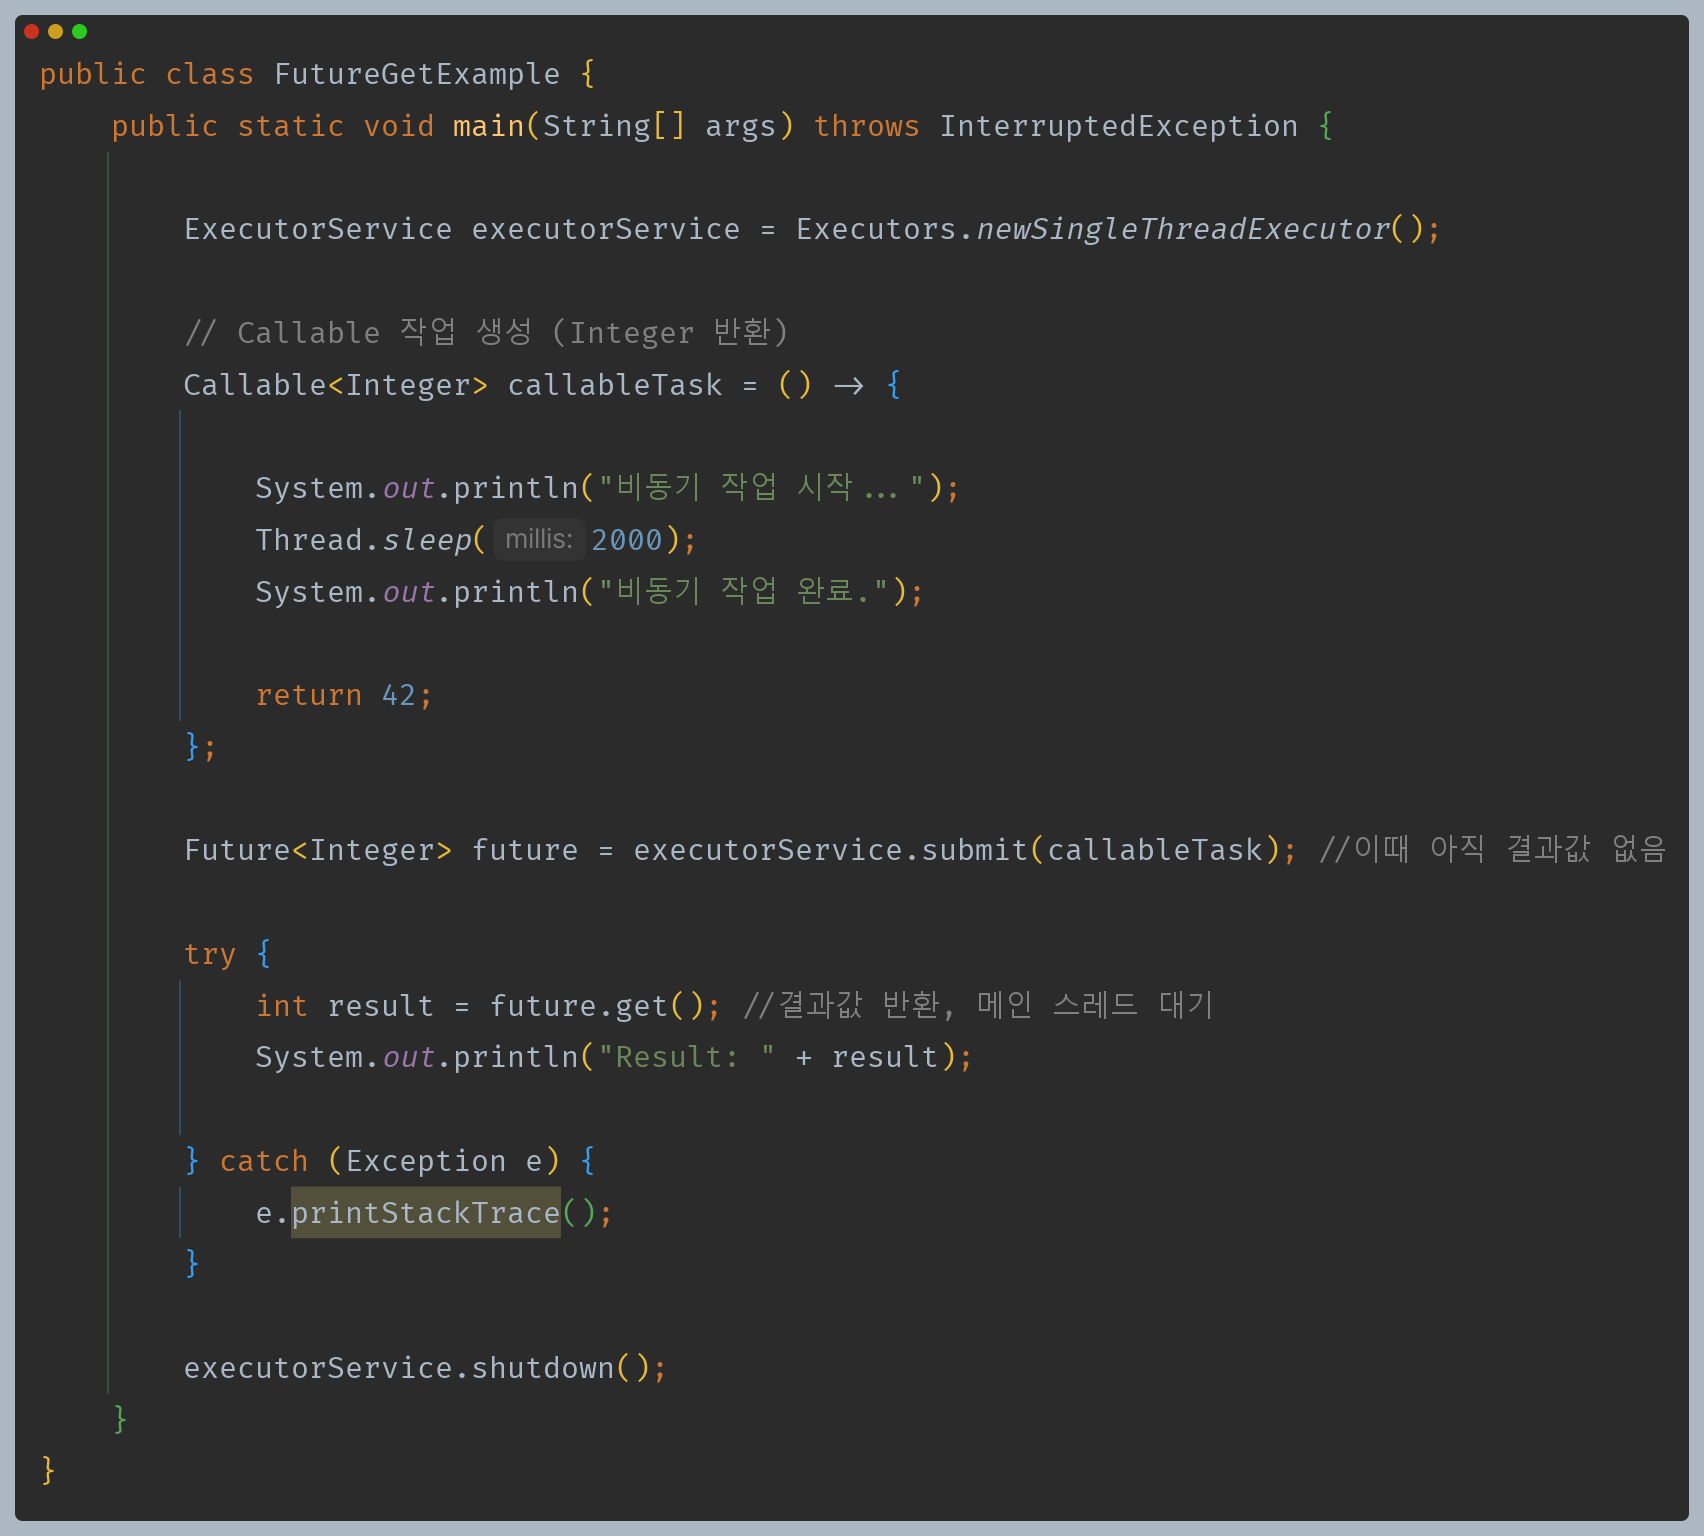 public class FutureGetExample {
    public static void main(String[] args) throws InterruptedException {
        ExecutorService executorService = Executors.newSingleThreadExecutor();
        // Callable 작업 생성 (Integer 반환)
        Callable<Integer> callableTask = () -> {
            System.out.println("비동기 작업 시작...");
            Thread.sleep( millis: 2000);
            System.out.println("비동기 작업 완료.");
            return 42;
        };
        Future<Integer> future = executorService.submit(callableTask); //이때 아직 결과값 없음
        try {
            int result = future.get(); //결과값 반환, 메인 스레드 대기
            System.out.println("Result: " + result);
        } catch (Exception e) {
            e.printStackTrace();
        }
        executorService.shutdown();
    }
}